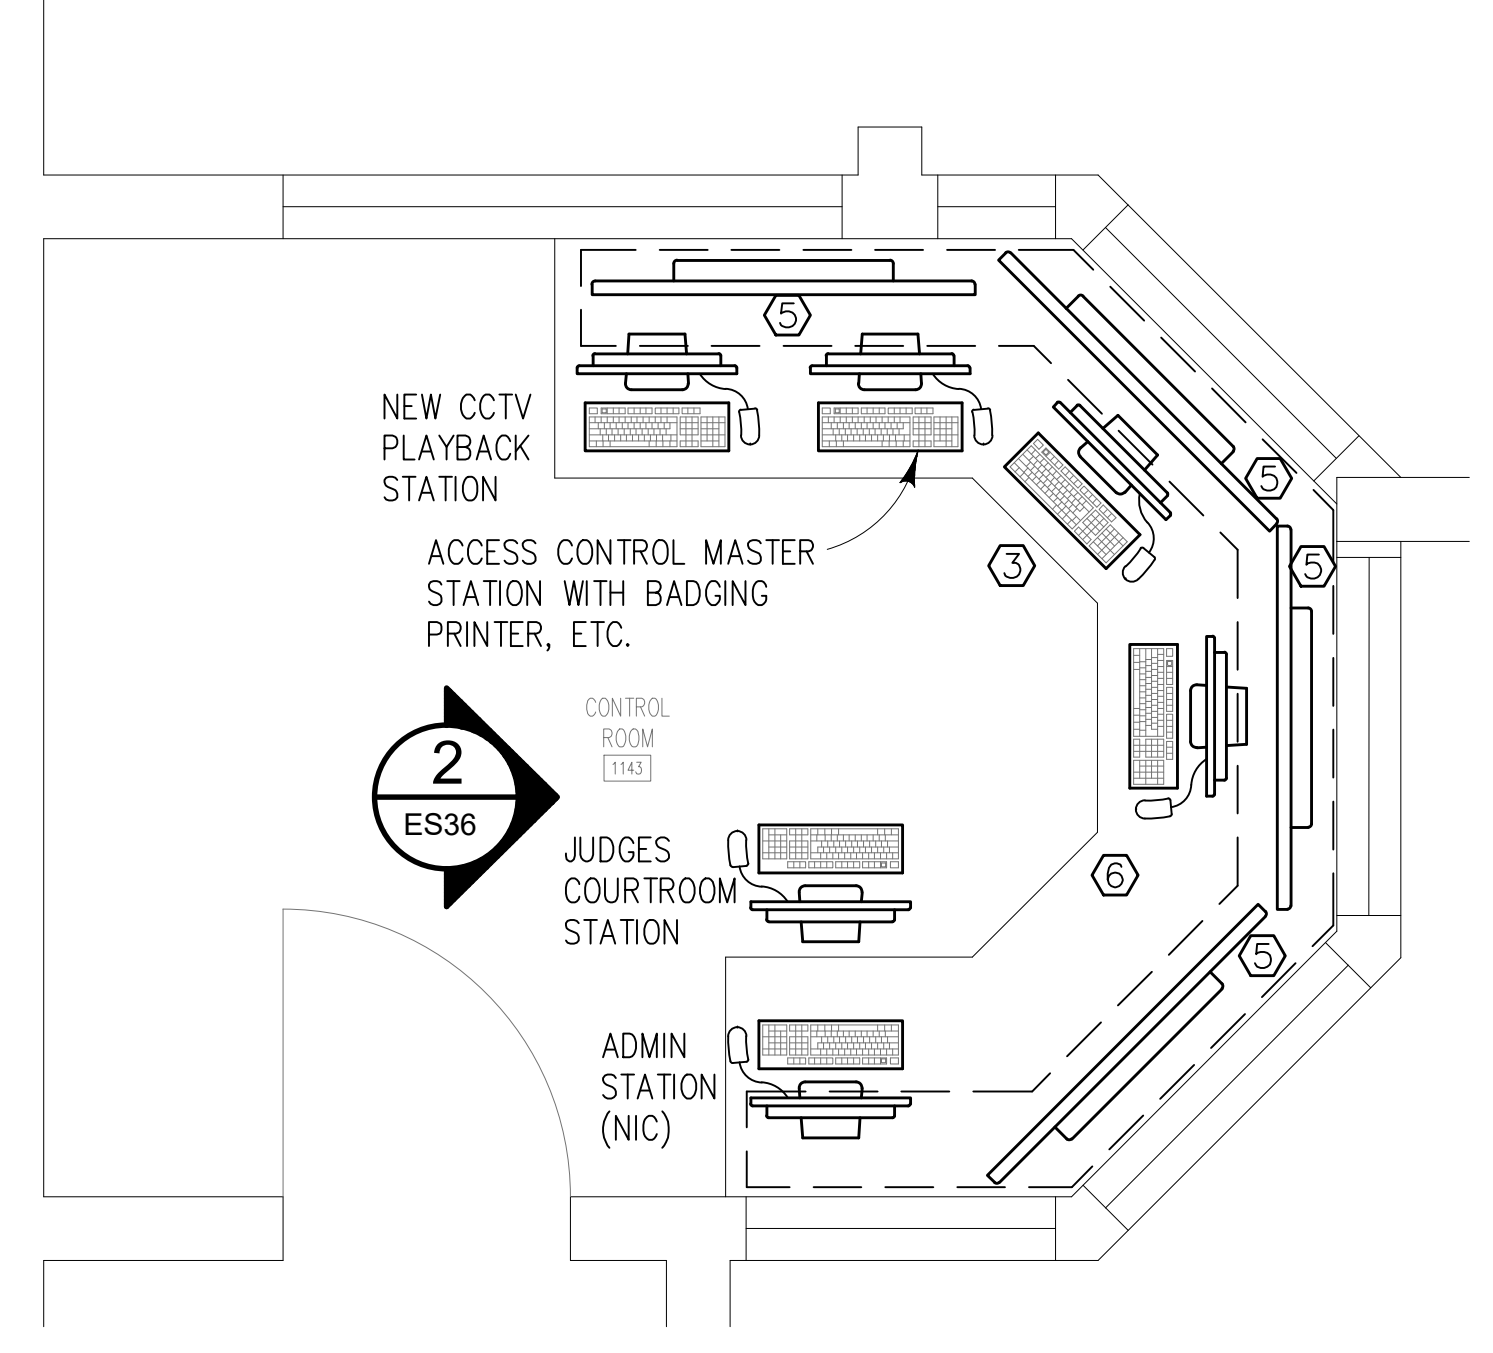 5
NEW CCTV
PLAYBACK
STATION
5
ACCESS CONTROL MASTER
STATION WITH BADGING
PRINTER, ETC.
3
5
CONTROL
ROOM
1143
2
ES36
JUDGES
COURTROOM
STATION
6
5
ADMIN
STATION
(NIC)